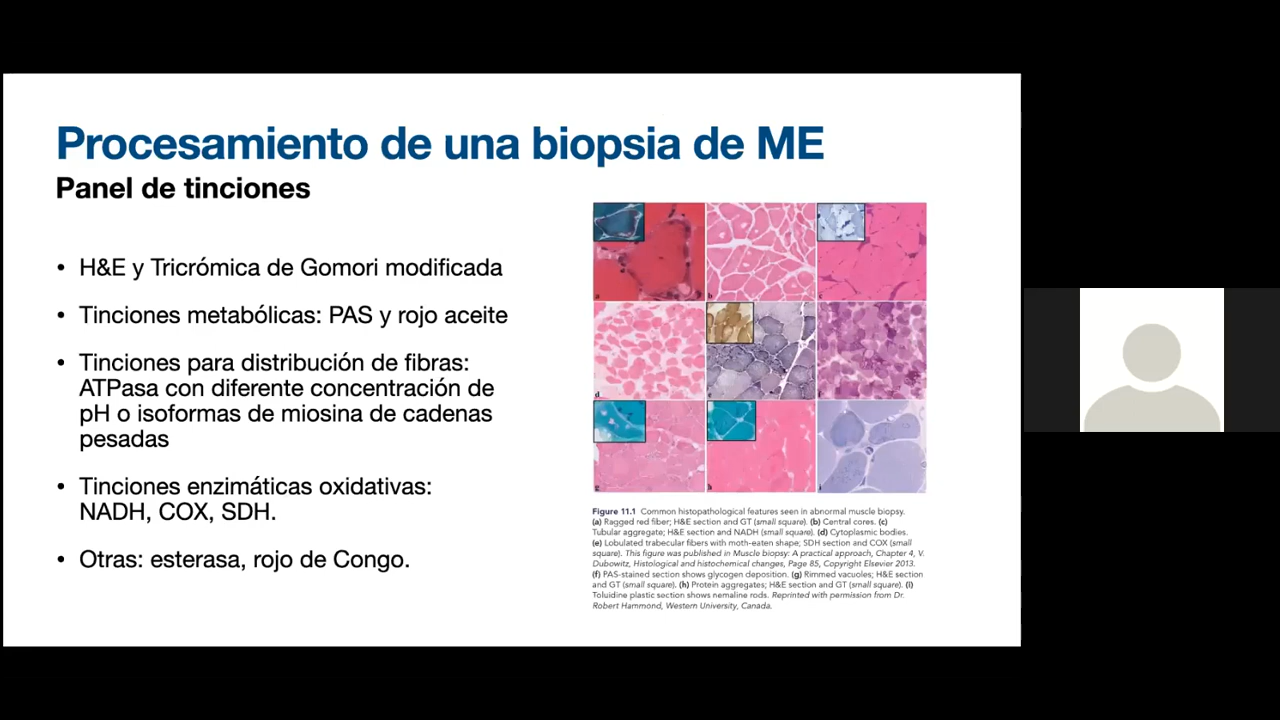 Procesamiento de una biopsia de ME
Panel de tinciones
• H&E y Tricrómica de Gomori modificada
• Tinciones metabólicas: PAS y rojo aceite
• Tinciones para distribución de fibras:
ATPasa con diferente concentración de
pH o isoformas de miosina de cadenas
pesadas
• Tinciones enzimáticas oxidativas:
NADH, COX, SDH.
• Otras: esterasa, rojo de Congo.
a
b
c
d
e
f
g
h
i
Figure 11.1 Common histopathological features seen in abnormal muscle biopsy.
(a) Ragged red fiber; H&E section and GT (small square). (b) Central cores. (c)
Tubular aggregate; H&E section and NADH (small square). (d) Cytoplasmic bodies.
(e) Lobulated trabecular fibers with moth-eaten shape; SDH section and COX (small
square). This figure was published in Muscle biopsy: A practical approach, Chapter 4, V.
Dubowitz, Histological and histochemical changes, Page 85, Copyright Elsevier 2013.
(f) PAS-stained section shows glycogen deposition. (g) Rimmed vacuoles; H&E section
and GT (small square). (h) Protein aggregates; H&E section and GT (small square). (i)
Toluidine plastic section shows nemaline rods. Reprinted with permission from Dr.
Robert Hammond, Western University, Canada.